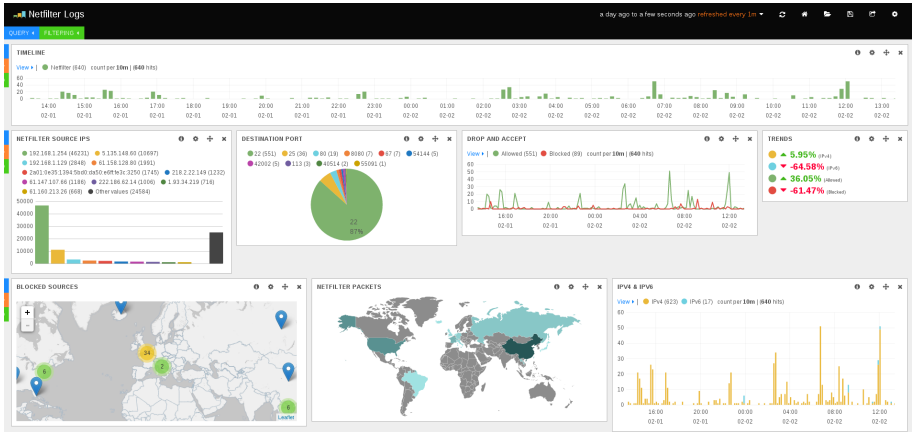 Netfilter Logs
a day ago to a few seconds ago refreshed every 1m
QUERY FILTERING
TIMELINE
View | Netfilter (640) count per 10m | (640 hits)
60
40
20
0
14:00 15:00 16:00 17:00 18:00 19:00 20:00 21:00 22:00 23:00 00:00 01:00 02:00 03:00 04:00 05:00 06:00 07:00 08:00 09:00 10:00 11:00 12:00 13:00
02-01 02-01 02-01 02-01 02-01 02-01 02-01 02-01 02-01 02-01 02-02 02-02 02-02 02-02 02-02 02-02 02-02 02-02 02-02 02-02 02-02 02-02 02-02 02-02
NETFILTER SOURCE IPS
192.168.1.254 (46231) 5.135.148.60 (10697)
192.168.1.129 (2848) 61.158.128.80 (1901)
218.2.22.149 (1232)
61.147.107.66 (1186) 222.186.62.14 (1006) 1.93.34.219 (718)
61.160.213.26 (668) Other values (24584)
50000
40000
30000
20000
10000
0
DESTINATION PORT
22 (551) 25 (36) 80 (19) 8080 (7) 67 (7) 54144 (5)
42002 (5) 113 (3) 40514 (2) 55091 (1)
22
87%
DROP AND ACCEPT
View | Allowed (551) Blocked (89) count per 10m | (640 hits)
60
50
40
30
20
10
0
16:00 20:00 00:00 04:00 08:00 12:00
02-01 02-01 02-02 02-02 02-02 02-02
TRENDS
5.95% (IPv4)
-64.58% (IPv6)
36.05% (Allowed)
-61.47% (Blocked)
BLOCKED SOURCES
+
-
34
2
6
6
Leaflet
NETFILTER PACKETS
IPV4 & IPV6
View | IPv4 (623) IPv6 (17) count per 10m | (640 hits)
60
50
40
30
20
10
0
16:00 20:00 00:00 04:00 08:00 12:00
02-01 02-01 02-02 02-02 02-02 02-02